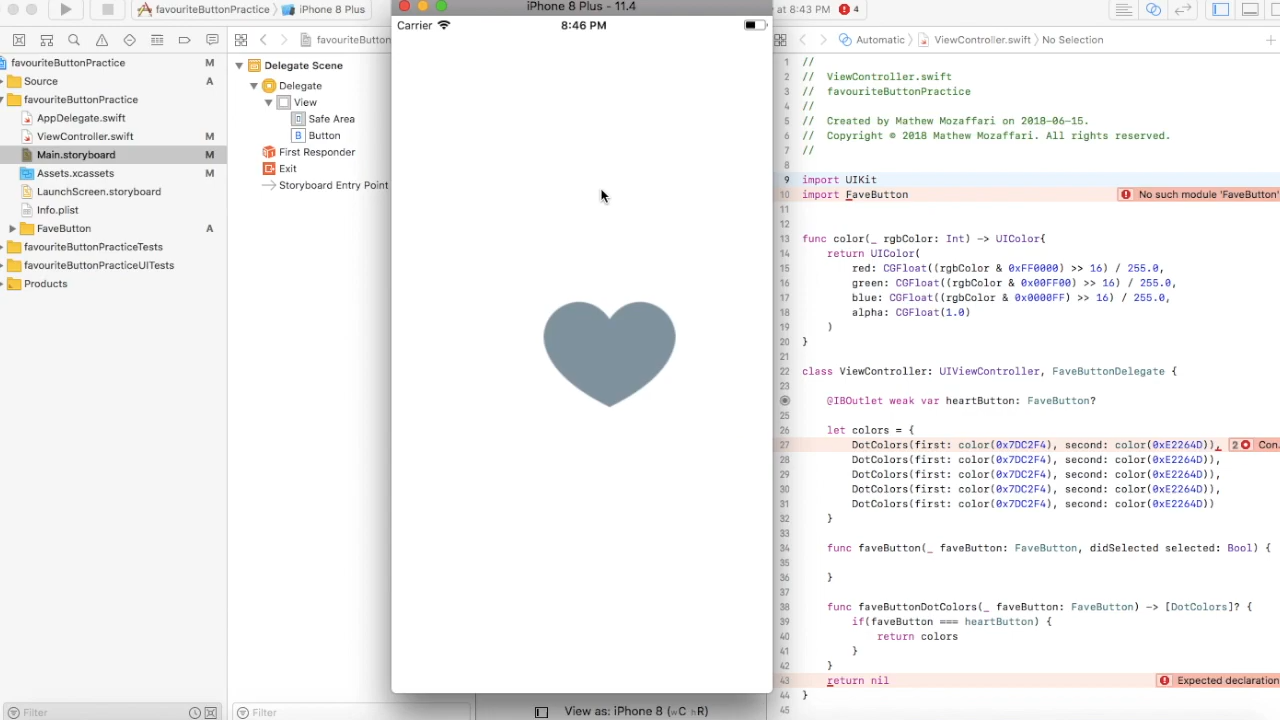 favouriteButtonPractice
iPhone 8 Plus
iPhone 8 Plus - 11.4
at 8:43 PM
4
favouriteButton
Automatic
ViewController.swift
No Selection
favouriteButtonPractice M
Source A
favouriteButtonPractice
AppDelegate.swift
ViewController.swift M
Main.storyboard M
Assets.xcassets M
LaunchScreen.storyboard
Info.plist
FaveButton A
favouriteButtonPracticeTests
favouriteButtonPracticeUITests
Products
Filter
Delegate Scene
Delegate
View
Safe Area
B Button
First Responder
Exit
Storyboard Entry Point
Filter
Carrier 8:46 PM
View as: iPhone 8 (wC hR)
1 //
2 // ViewController.swift
3 // favouriteButtonPractice
4 //
5 // Created by Mathew Mozaffari on 2018-06-15.
6 // Copyright © 2018 Mathew Mozaffari. All rights reserved.
7 //
8
9 import UIKit
10 import FaveButton No such module 'FaveButton'
11
12
13 func color(_ rgbColor: Int) -> UIColor{
14 return UIColor(
15 red: CGFloat((rgbColor & 0xFF0000) >> 16) / 255.0,
16 green: CGFloat((rgbColor & 0x00FF00) >> 16) / 255.0,
17 blue: CGFloat((rgbColor & 0x0000FF) >> 16) / 255.0,
18 alpha: CGFloat(1.0)
19 )
20 }
21
22 class ViewController: UIViewController, FaveButtonDelegate {
23
@IBOutlet weak var heartButton: FaveButton?
25
26 let colors = {
27 DotColors(first: color(0x7DC2F4), second: color(0xE2264D)), 2 Con.
28 DotColors(first: color(0x7DC2F4), second: color(0xE2264D)),
29 DotColors(first: color(0x7DC2F4), second: color(0xE2264D)),
30 DotColors(first: color(0x7DC2F4), second: color(0xE2264D)),
31 DotColors(first: color(0x7DC2F4), second: color(0xE2264D))
32 }
33
34 func faveButton(_ faveButton: FaveButton, didSelected selected: Bool) {
35
36 }
37
38 func faveButtonDotColors(_ faveButton: FaveButton) -> [DotColors]? {
39 if(faveButton === heartButton) {
40 return colors
41 }
42 }
43 return nil Expected declaration
44 }
45